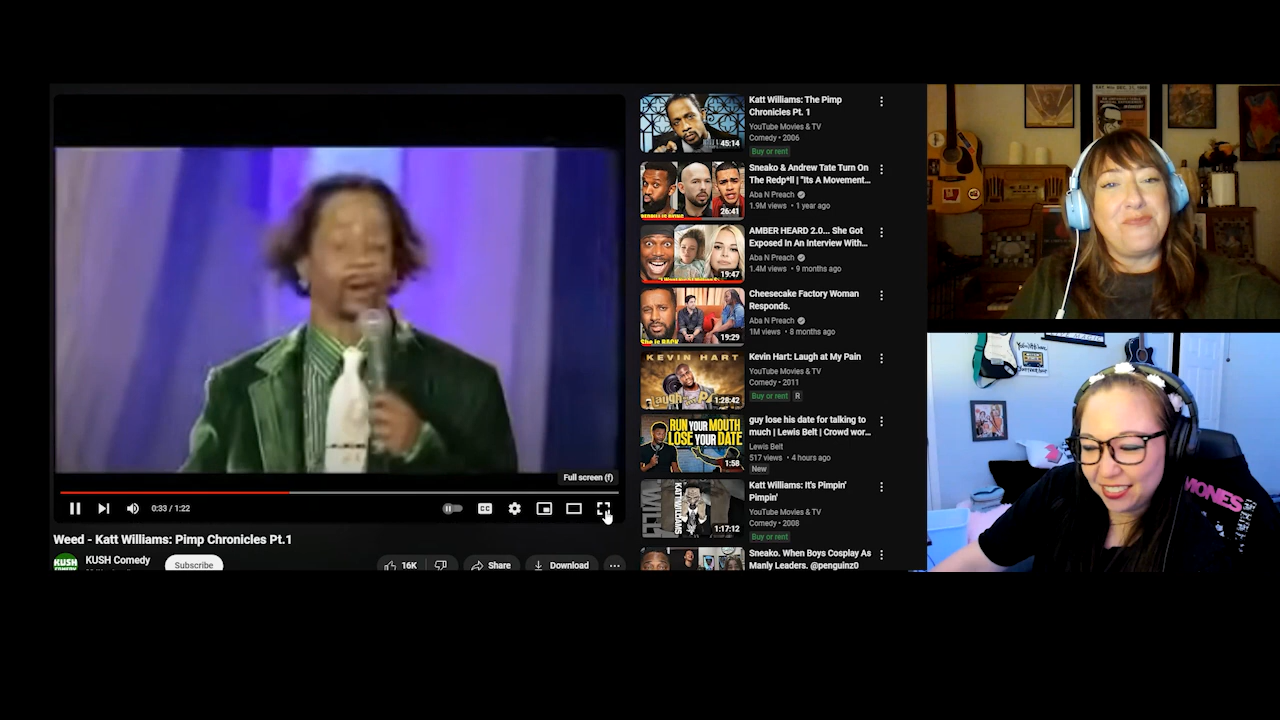 Full screen (f)
0:33 / 1:22
CC
Weed - Katt Williams: Pimp Chronicles Pt.1
KUSH
KUSH Comedy
Subscribe
16K
Share
Download
45:14
Katt Williams: The Pimp
Chronicles Pt. 1
YouTube Movies & TV
Comedy • 2006
Buy or rent
26:41
Sneako & Andrew Tate Turn On
The Redp*ll | "Its A Movement...
Aba N Preach
1.9M views • 1 year ago
19:47
AMBER HEARD 2.0... She Got
Exposed In An Interview With...
Aba N Preach
1.4M views • 9 months ago
She is BACK
19:29
Cheesecake Factory Woman
Responds.
Aba N Preach
1M views • 8 months ago
KEVIN HART
1:28:42
Kevin Hart: Laugh at My Pain
YouTube Movies & TV
Comedy • 2011
Buy or rent
R
RUN YOUR MOUTH
LOSE YOUR DATE
1:58
guy lose his date for talking to
much | Lewis Belt | Crowd wor...
Lewis Belt
517 views • 4 hours ago
New
1:17:12
Katt Williams: It's Pimpin'
Pimpin'
YouTube Movies & TV
Comedy • 2008
Buy or rent
Sneako. When Boys Cosplay As
Manly Leaders. @penguinz0
MONES